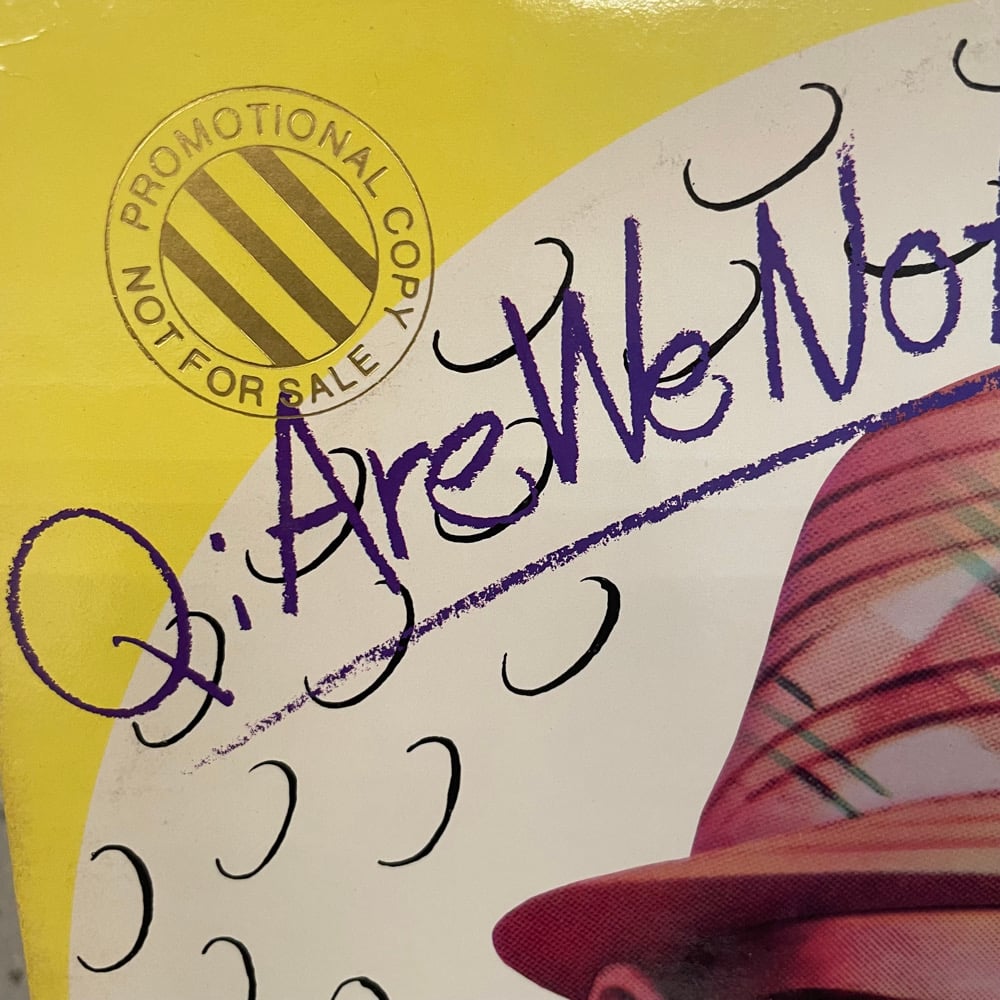 PROMOTIONAL COPY
NOT FOR SALE
Q: Are We Not